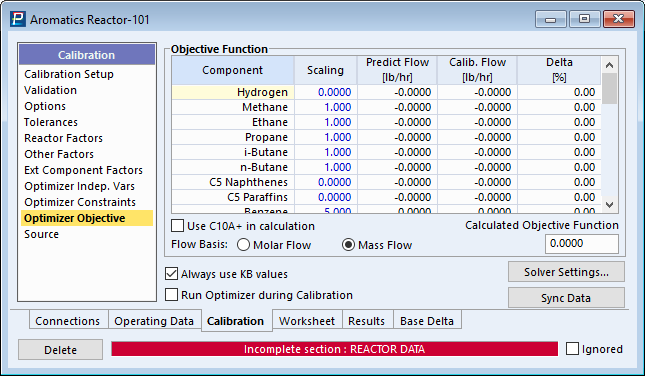 Aromatics Reactor-101
Calibration
Calibration Setup
Validation
Options
Tolerances
Reactor Factors
Other Factors
Ext Component Factors
Optimizer Indep. Vars
Optimizer Constraints
Optimizer Objective
Source
Objective Function
Component Scaling Predict Flow [lb/hr] Calib. Flow [lb/hr] Delta [%]
Hydrogen 0.0000 -0.0000 -0.0000 0.00
Methane 1.000 -0.0000 -0.0000 0.00
Ethane 1.000 -0.0000 -0.0000 0.00
Propane 1.000 -0.0000 -0.0000 0.00
i-Butane 1.000 -0.0000 -0.0000 0.00
n-Butane 1.000 -0.0000 -0.0000 0.00
C5 Naphthenes 0.0000 -0.0000 -0.0000 0.00
C5 Paraffins 0.0000 -0.0000 -0.0000 0.00
Benzene 5.000 -0.0000 -0.0000 0.00
Use C10A+ in calculation
Calculated Objective Function
Flow Basis: Molar Flow Mass Flow
0.0000
Always use KB values
Solver Settings...
Run Optimizer during Calibration
Sync Data
Connections Operating Data Calibration Worksheet Results Base Delta
Delete Incomplete section : REACTOR DATA Ignored